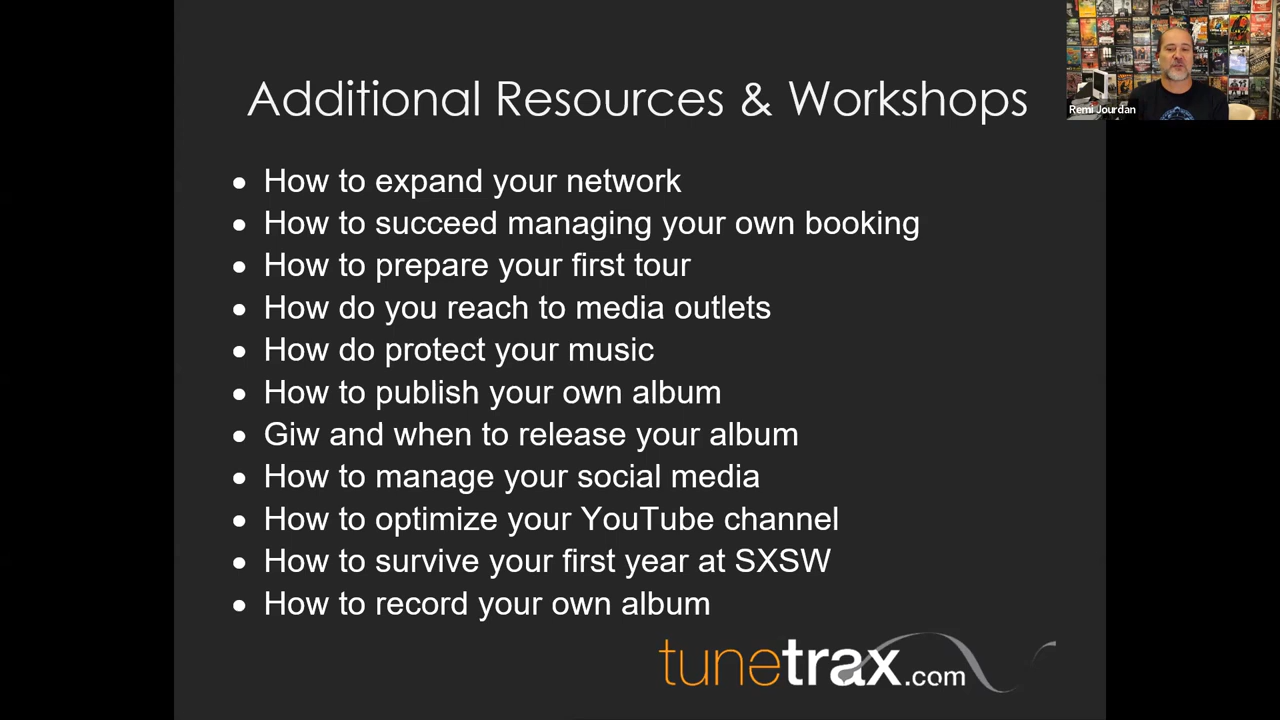 Additional Resources & Workshops
Remi Jourdan
• How to expand your network
• How to succeed managing your own booking
• How to prepare your first tour
• How do you reach to media outlets
• How do protect your music
• How to publish your own album
• Giw and when to release your album
• How to manage your social media
• How to optimize your YouTube channel
• How to survive your first year at SXSW
• How to record your own album
tunetrax.com